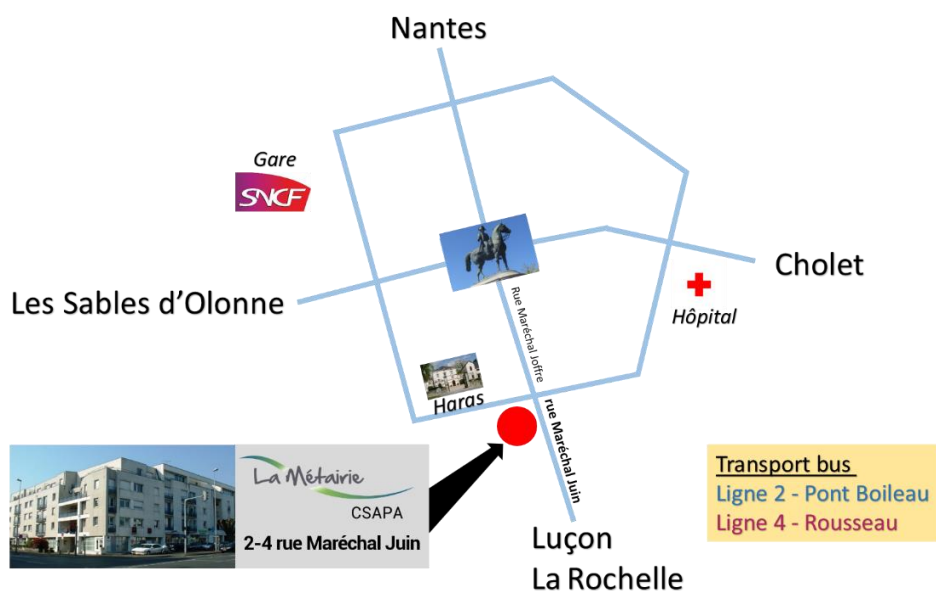 Nantes
Gare
SNCF
Cholet
Les Sables d’Olonne
Hôpital
Rue Maréchal Joffre
Haras
rue Maréchal Juin
La Métairie
CSAPA
2-4 rue Maréchal Juin
Transport bus
Ligne 2 - Pont Boileau
Ligne 4 - Rousseau
Luçon
La Rochelle